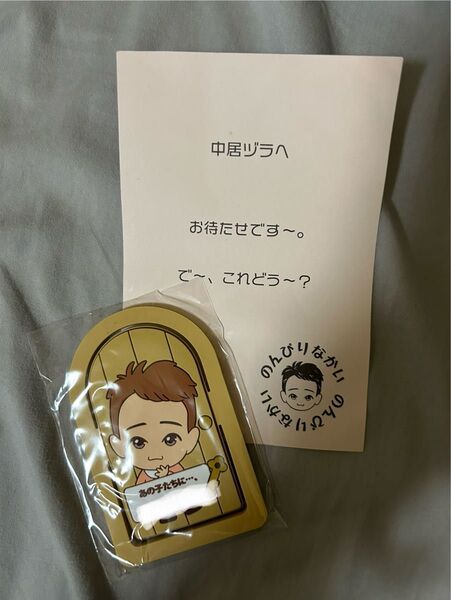 中居ヅラへ
お待たせです〜。
で〜、これどう〜？
のんびりなかい
のんびりなかい
あの子たちに…。